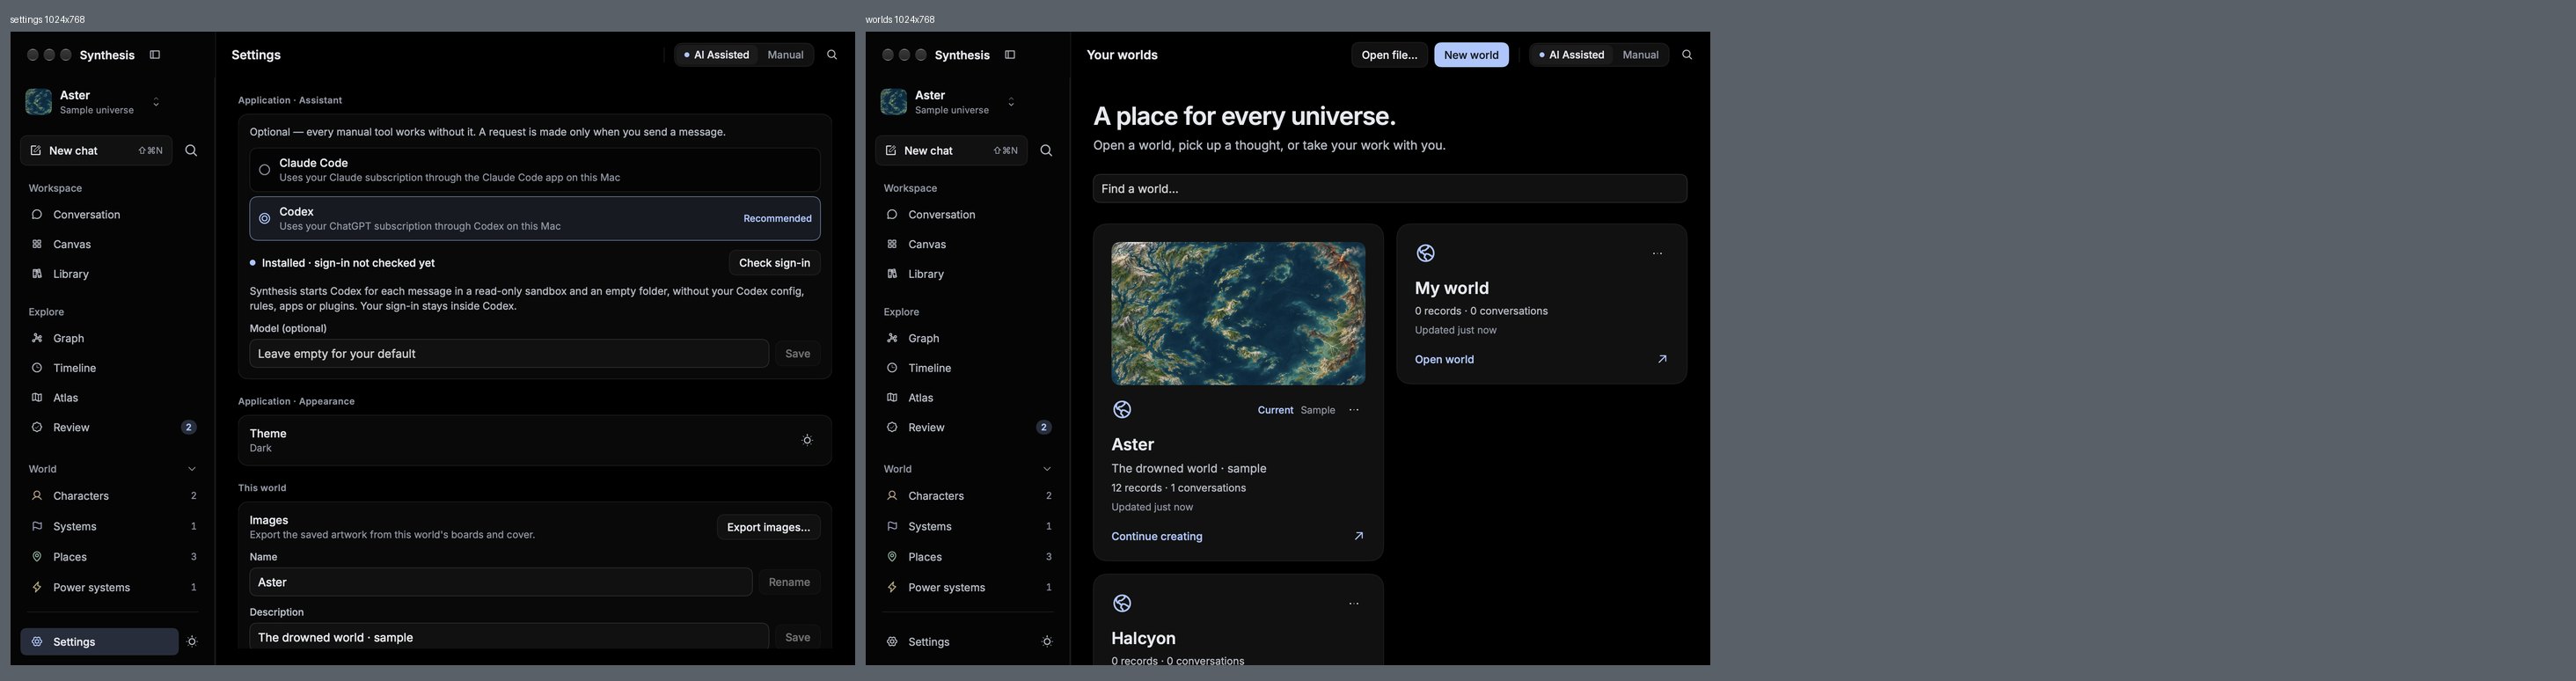 settings 1024x768
Synthesis
Aster
Sample universe
New chat ⇧⌘N
Workspace
Conversation
Canvas
Library
Explore
Graph
Timeline
Atlas
Review 2
World
Characters 2
Systems 1
Places 3
Power systems 1
Settings
Settings
AI Assisted Manual
Application · Assistant
Optional — every manual tool works without it. A request is made only when you send a message.
Claude Code
Uses your Claude subscription through the Claude Code app on this Mac
Codex
Uses your ChatGPT subscription through Codex on this Mac
Recommended
Installed · sign-in not checked yet
Check sign-in
Synthesis starts Codex for each message in a read-only sandbox and an empty folder, without your Codex config,
rules, apps or plugins. Your sign-in stays inside Codex.
Model (optional)
Leave empty for your default
Save
Application · Appearance
Theme
Dark
This world
Images
Export the saved artwork from this world's boards and cover.
Export images...
Name
Aster
Rename
Description
The drowned world · sample
Save
worlds 1024x768
Synthesis
Aster
Sample universe
New chat ⇧⌘N
Workspace
Conversation
Canvas
Library
Explore
Graph
Timeline
Atlas
Review 2
World
Characters 2
Systems 1
Places 3
Power systems 1
Settings
Your worlds
Open file...
New world
AI Assisted Manual
A place for every universe.
Open a world, pick up a thought, or take your work with you.
Find a world...
Current Sample
Aster
The drowned world · sample
12 records · 1 conversations
Updated just now
Continue creating
My world
0 records · 0 conversations
Updated just now
Open world
Halcyon
0 records · 0 conversations